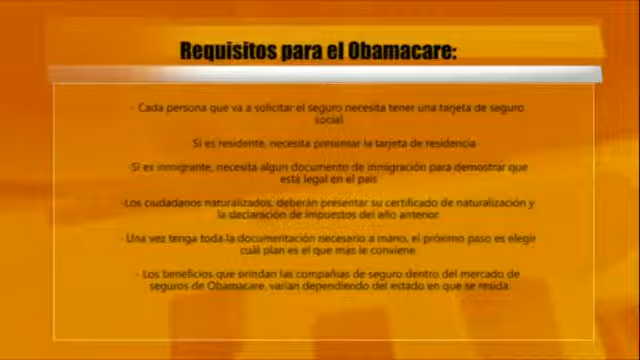 Requisitos para el Obamacare:
- Cada persona que va a solicitar el seguro necesita tener una tarjeta de seguro
social
Si es residente, necesita presentar la tarjeta de residencia
Si es inmigrante, necesita algun documento de inmigración para demostrar que
está legal en el pais
-Los ciudadanos naturalizados, deberán presentar su certificado de naturalización y
la declaración de impuestos del año anterior
- Una vez tenga toda la documentación necesario a mano, el próximo paso es elegir
cuál plan es el que mas le conviene
- Los beneficios que brindan las compañias de seguro dentro del mercado de
seguros de Obamacare, varían dependiendo del estado en que se resida